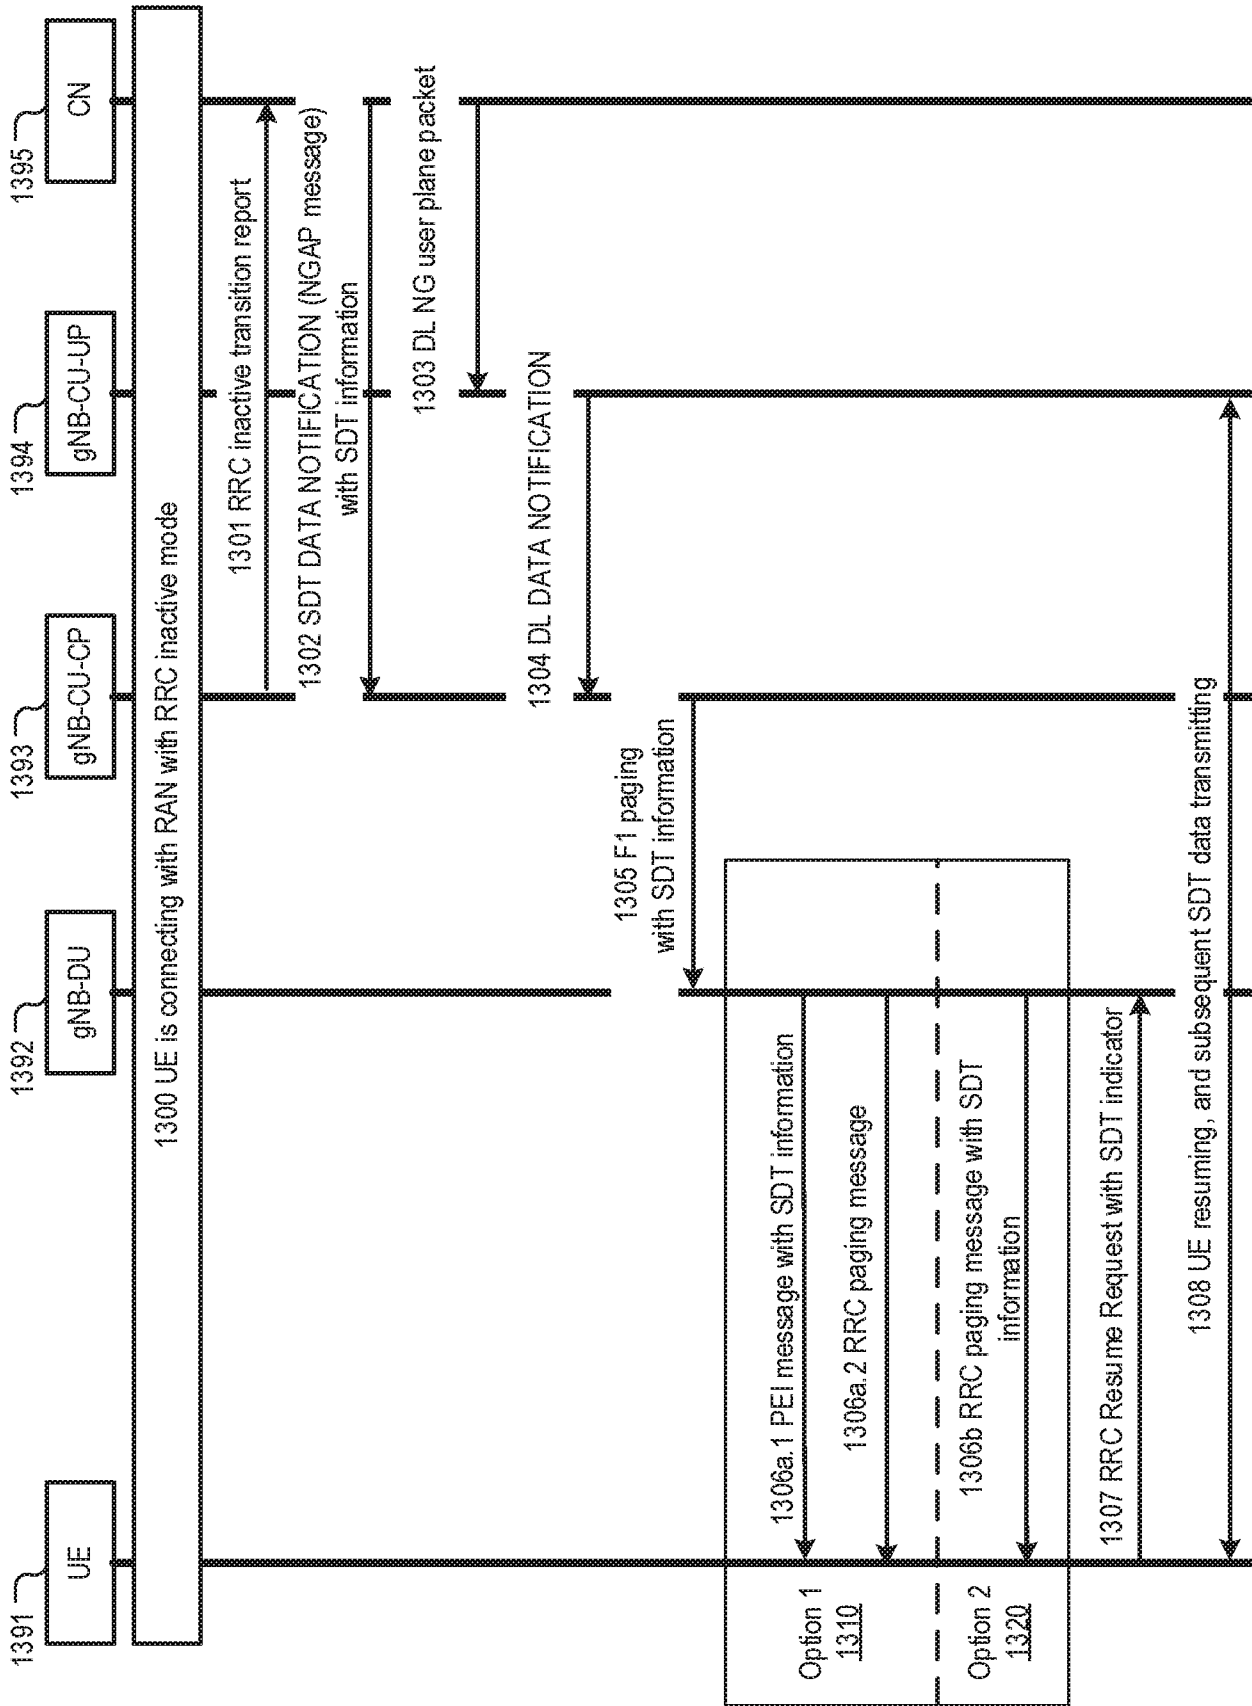 1391
UE
1392
gNB-DU
1393
gNB-CU-CP
1394
gNB-CU-UP
1395
CN
1300 UE is connecting with RAN with RRC inactive mode
1301 RRC inactive transition report
1302 SDT DATA NOTIFICATION (NGAP message)
with SDT information
1303 DL NG user plane packet
1304 DL DATA NOTIFICATION
1305 F1 paging
with SDT information
Option 1
1310
1306a.1 PEI message with SDT information
1306a.2 RRC paging message
Option 2
1320
1306b RRC paging message with SDT
information
1307 RRC Resume Request with SDT indicator
1308 UE resuming, and subsequent SDT data transmitting